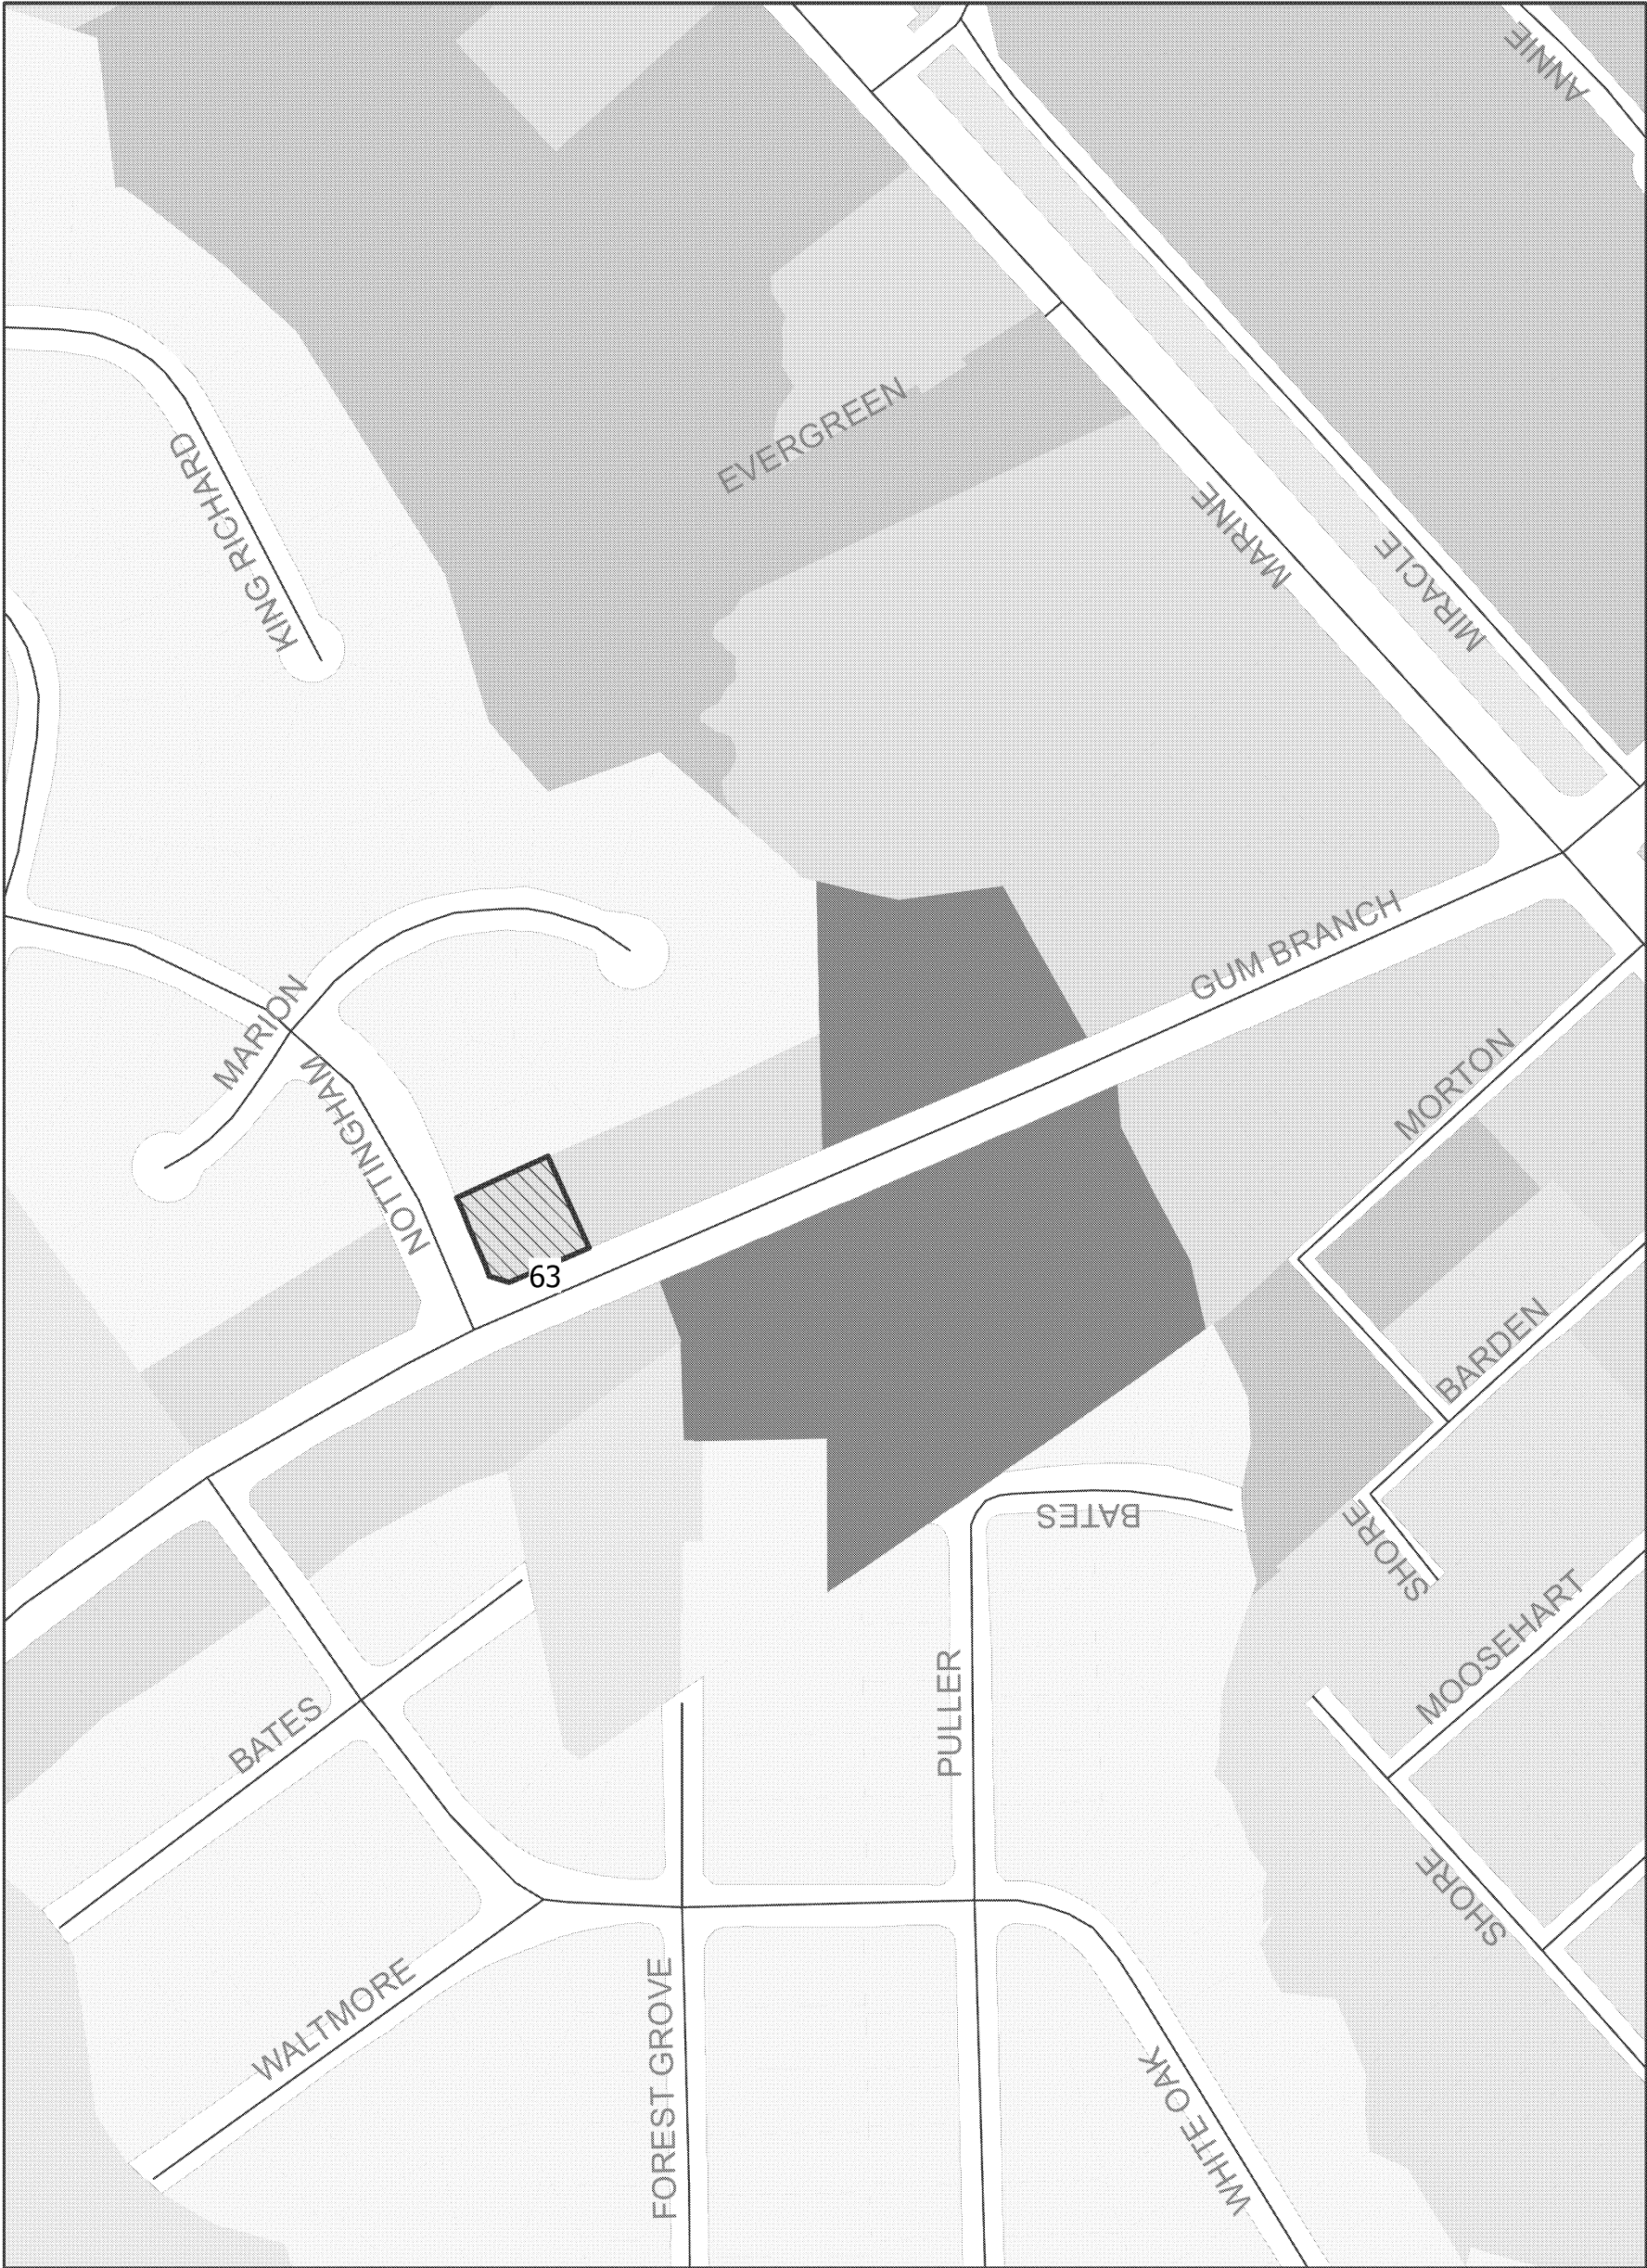 ANNIE
EVERGREEN
KING RICHARD
MARINE
MIRACLE
GUM BRANCH
MARION
NOTTINGHAM
MORTON
63
BARDEN
BATES
SHORE
MOOSEHART
PULLER
BATES
SHORE
WALTMORE
FOREST GROVE
WHITE OAK